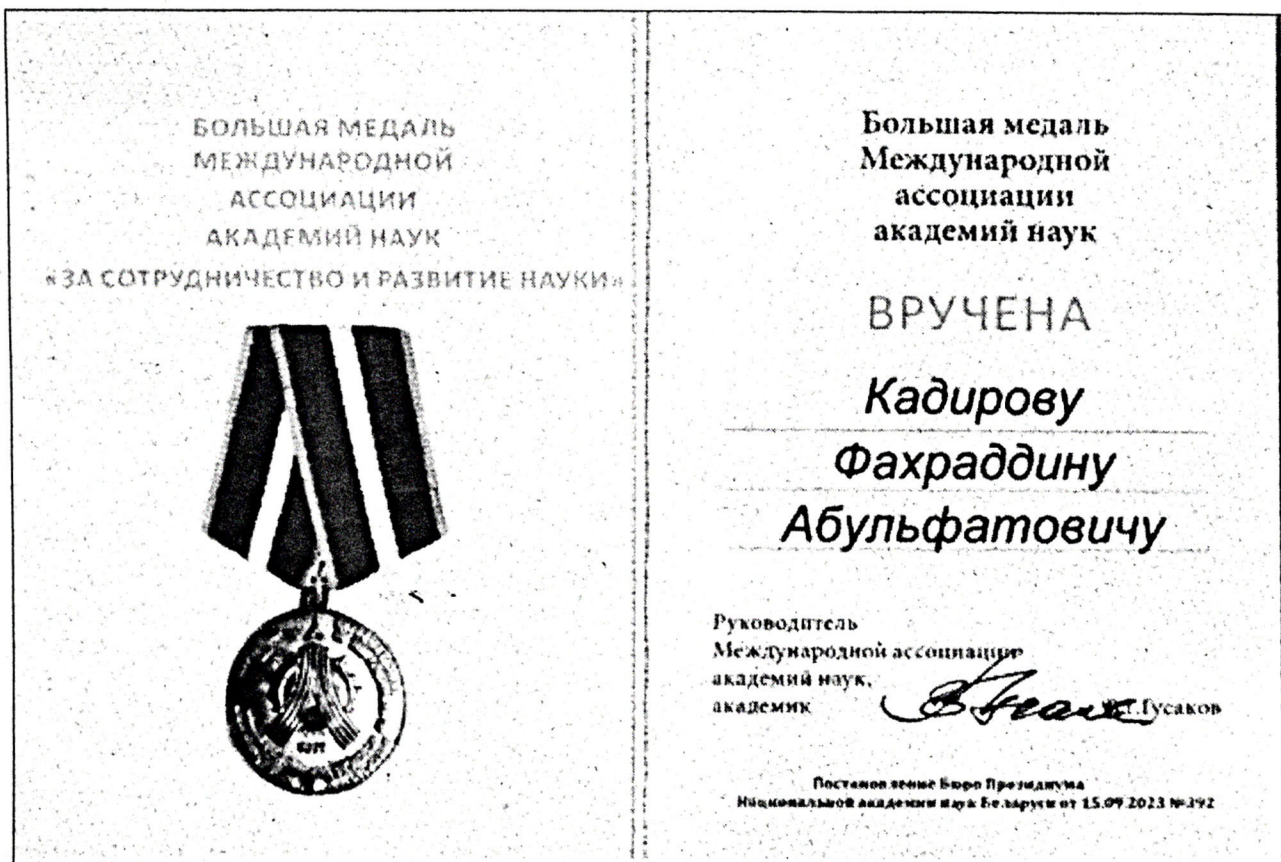 БОЛЬШАЯ МЕДАЛЬ
МЕЖДУНАРОДНОЙ
АССОЦИАЦИИ
АКАДЕМИЙ НАУК
«ЗА СОТРУДНИЧЕСТВО И РАЗВИТИЕ НАУКИ»
Большая медаль
Международной
ассоциации
академий наук
ВРУЧЕНА
Кадирову
Фахраддину
Абульфатовичу
Руководитель
Международной ассоциации
академий наук,
академик Гусаков
Постановление Бюро Президиума
Национальной академии наук Беларуси от 15.09.2023 №392